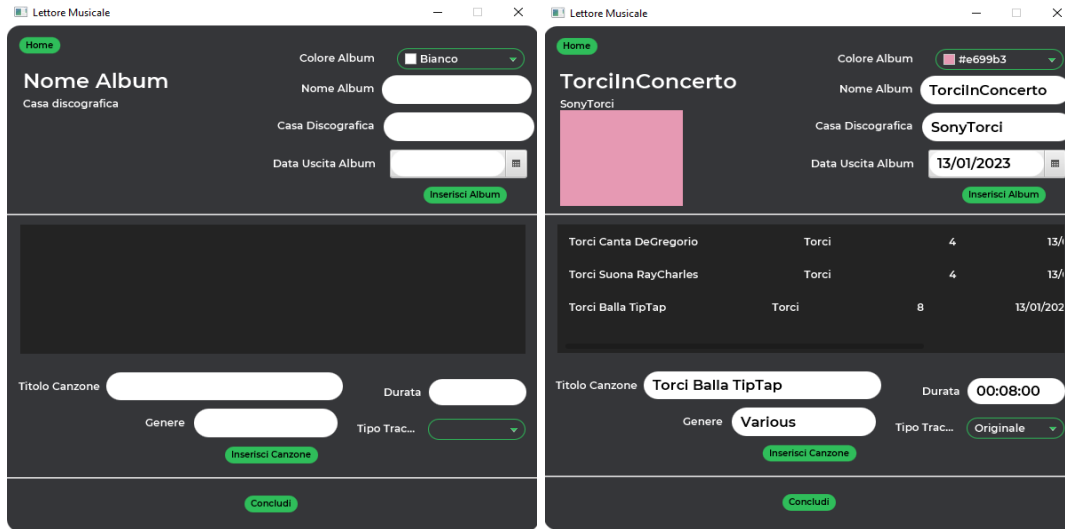 Lettore Musicale
Home
Colore Album
Bianco
Nome Album
Casa discografica
Nome Album
Casa Discografica
Data Uscita Album
Inserisci Album
Titolo Canzone
Durata
Genere
Tipo Trac...
Inserisci Canzone
Concludi
Lettore Musicale
Home
Colore Album
#e699b3
TorciInConcerto
SonyTorci
Nome Album
TorciInConcerto
Casa Discografica
SonyTorci
Data Uscita Album
13/01/2023
Inserisci Album
Torci Canta DeGregorio Torci 4 13/
Torci Suona RayCharles Torci 4 13/
Torci Balla TipTap Torci 8 13/01/202
Titolo Canzone
Torci Balla TipTap
Durata
00:08:00
Genere
Various
Tipo Trac...
Originale
Inserisci Canzone
Concludi